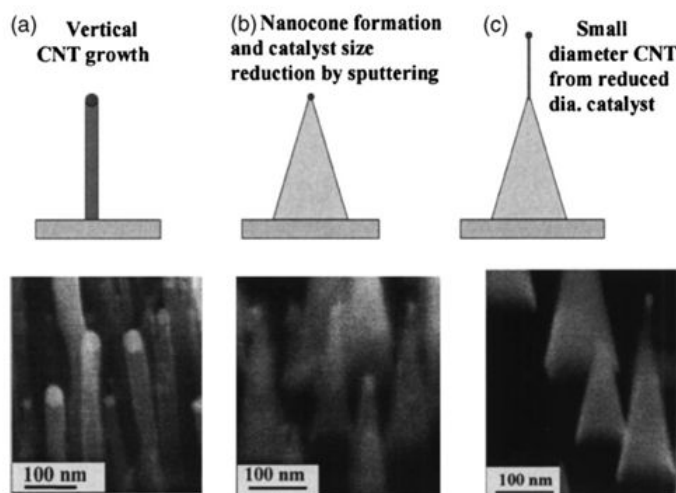 (a)
Vertical
CNT growth
(b)
Nanocone formation
and catalyst size
reduction by sputtering)
(c)
Small
diameter CNT
from reduced
dia. catalyst
100 nm
100 nm
100 nm